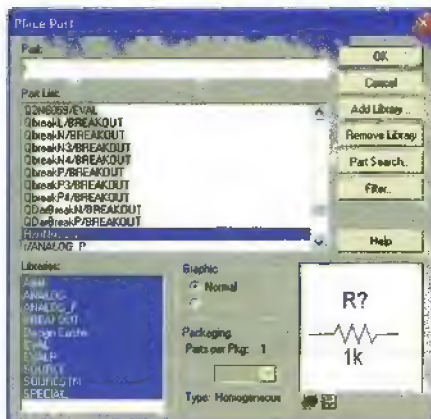 Place Part
Part:
OK
Cancel
Part List:
Add Library...
Q2N6059/EVAL
QbreakL/BREAKOUT
Remove Library
QbreakN/BREAKOUT
QbreakN3/BREAKOUT
Part Search...
QbreakN4/BREAKOUT
QbreakP/BREAKOUT
Filter...
QbreakP3/BREAKOUT
QbreakP4/BREAKOUT
QDarBreakN/BREAKOUT
QDarBreakP/BREAKOUT
Help
r/ANALOG_P
Libraries:
Graphic
Normal
ANALOG
ANALOG_P
BREAKOUT
Design Cache
EVAL
Packaging
Parts per Pkg: 1
SOURCE
SOURCSTM
SPECIAL
Type: Homogeneous
R?
1k